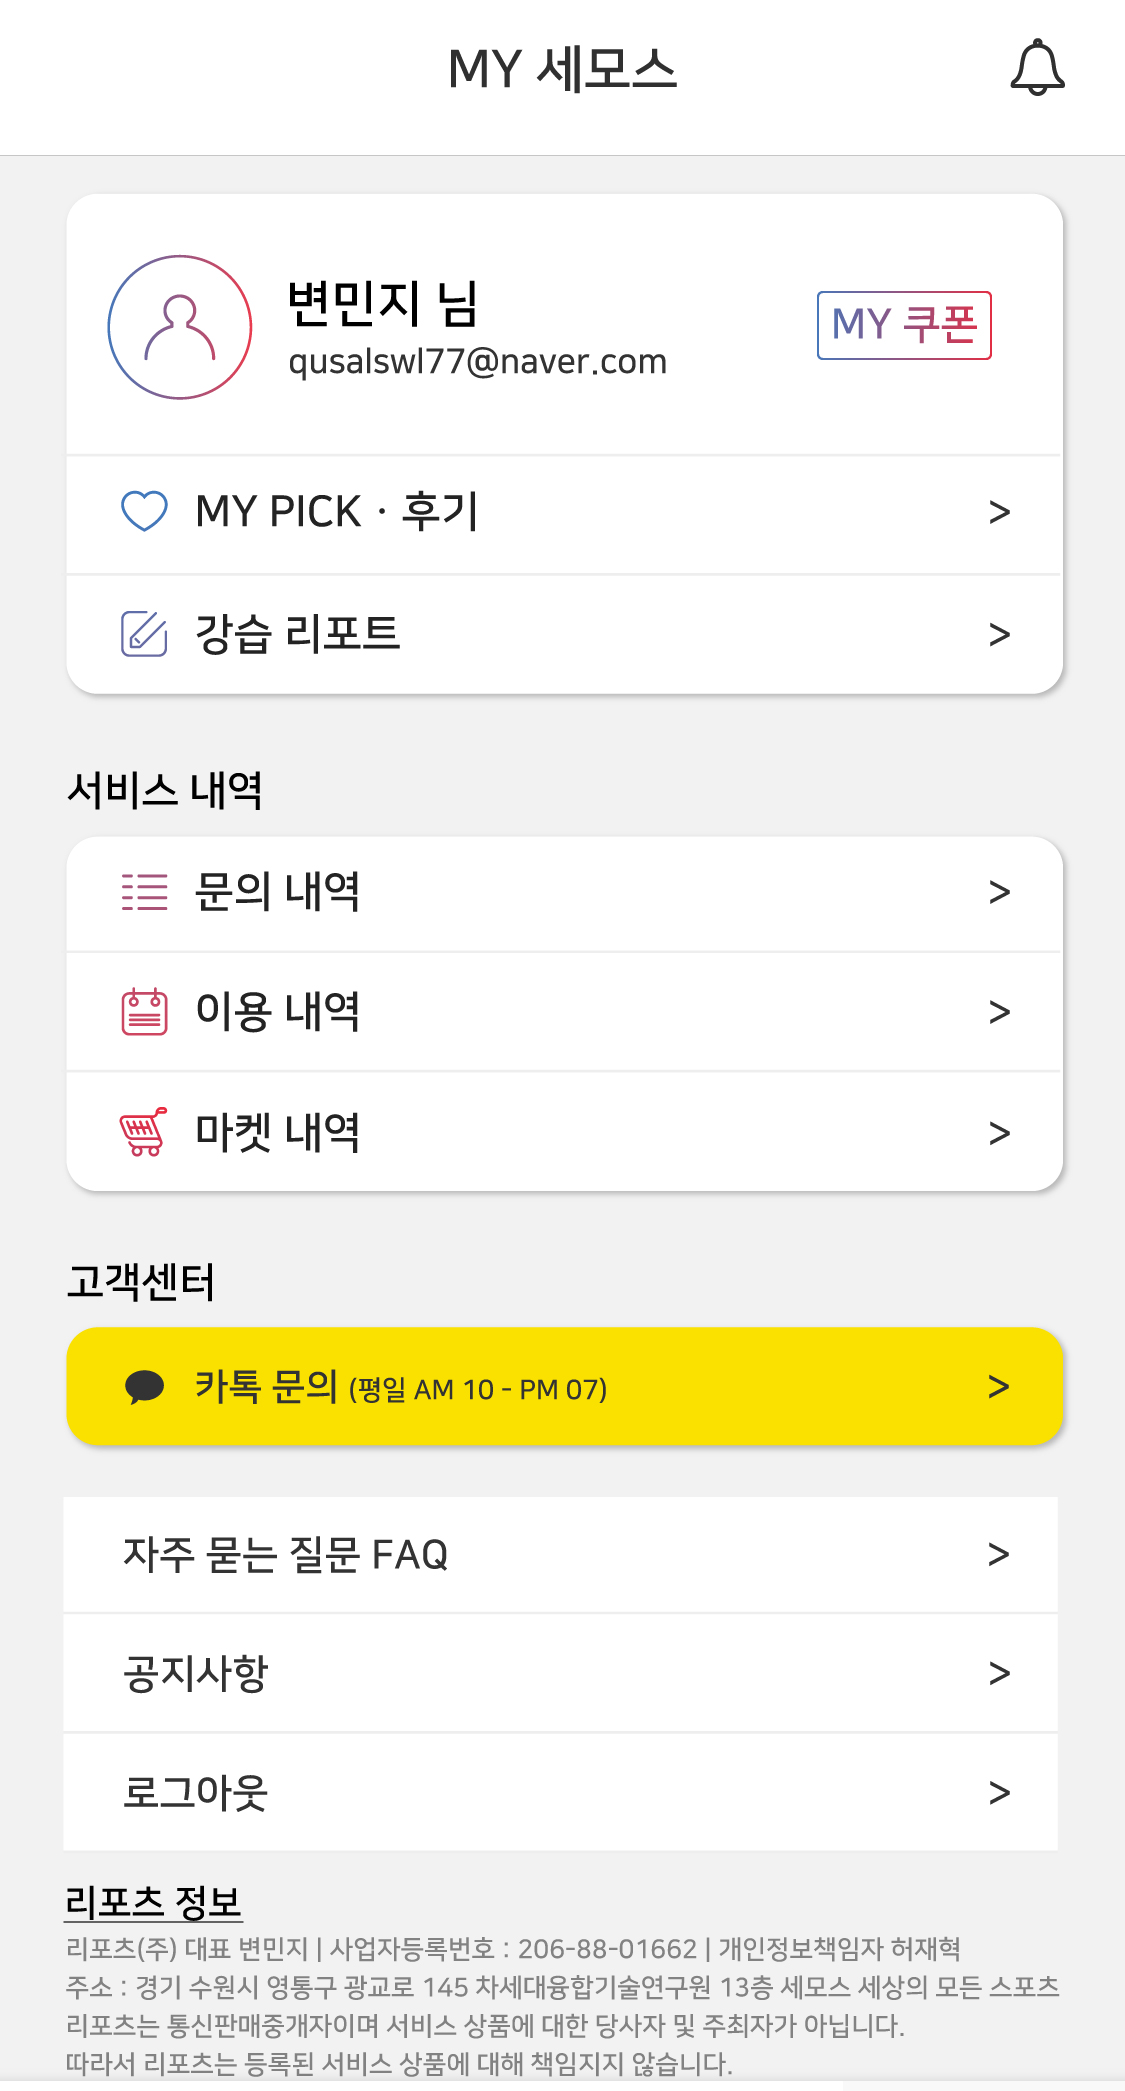 MY 세모스
변민지 님
qusalswl77@naver.com
MY 쿠폰
MY PICK · 후기 >
강습 리포트 >
서비스 내역
문의 내역 >
이용 내역 >
마켓 내역 >
고객센터
카톡 문의 (평일 AM 10 - PM 07) >
자주 묻는 질문 FAQ >
공지사항 >
로그아웃 >
리포츠 정보
리포츠(주) 대표 변민지 | 사업자등록번호 : 206-88-01662 | 개인정보책임자 허재혁
주소 : 경기 수원시 영통구 광교로 145 차세대융합기술연구원 13층 세모스 세상의 모든 스포츠
리포츠는 통신판매중개자이며 서비스 상품에 대한 당사자 및 주최자가 아닙니다.
따라서 리포츠는 등록된 서비스 상품에 대해 책임지지 않습니다.